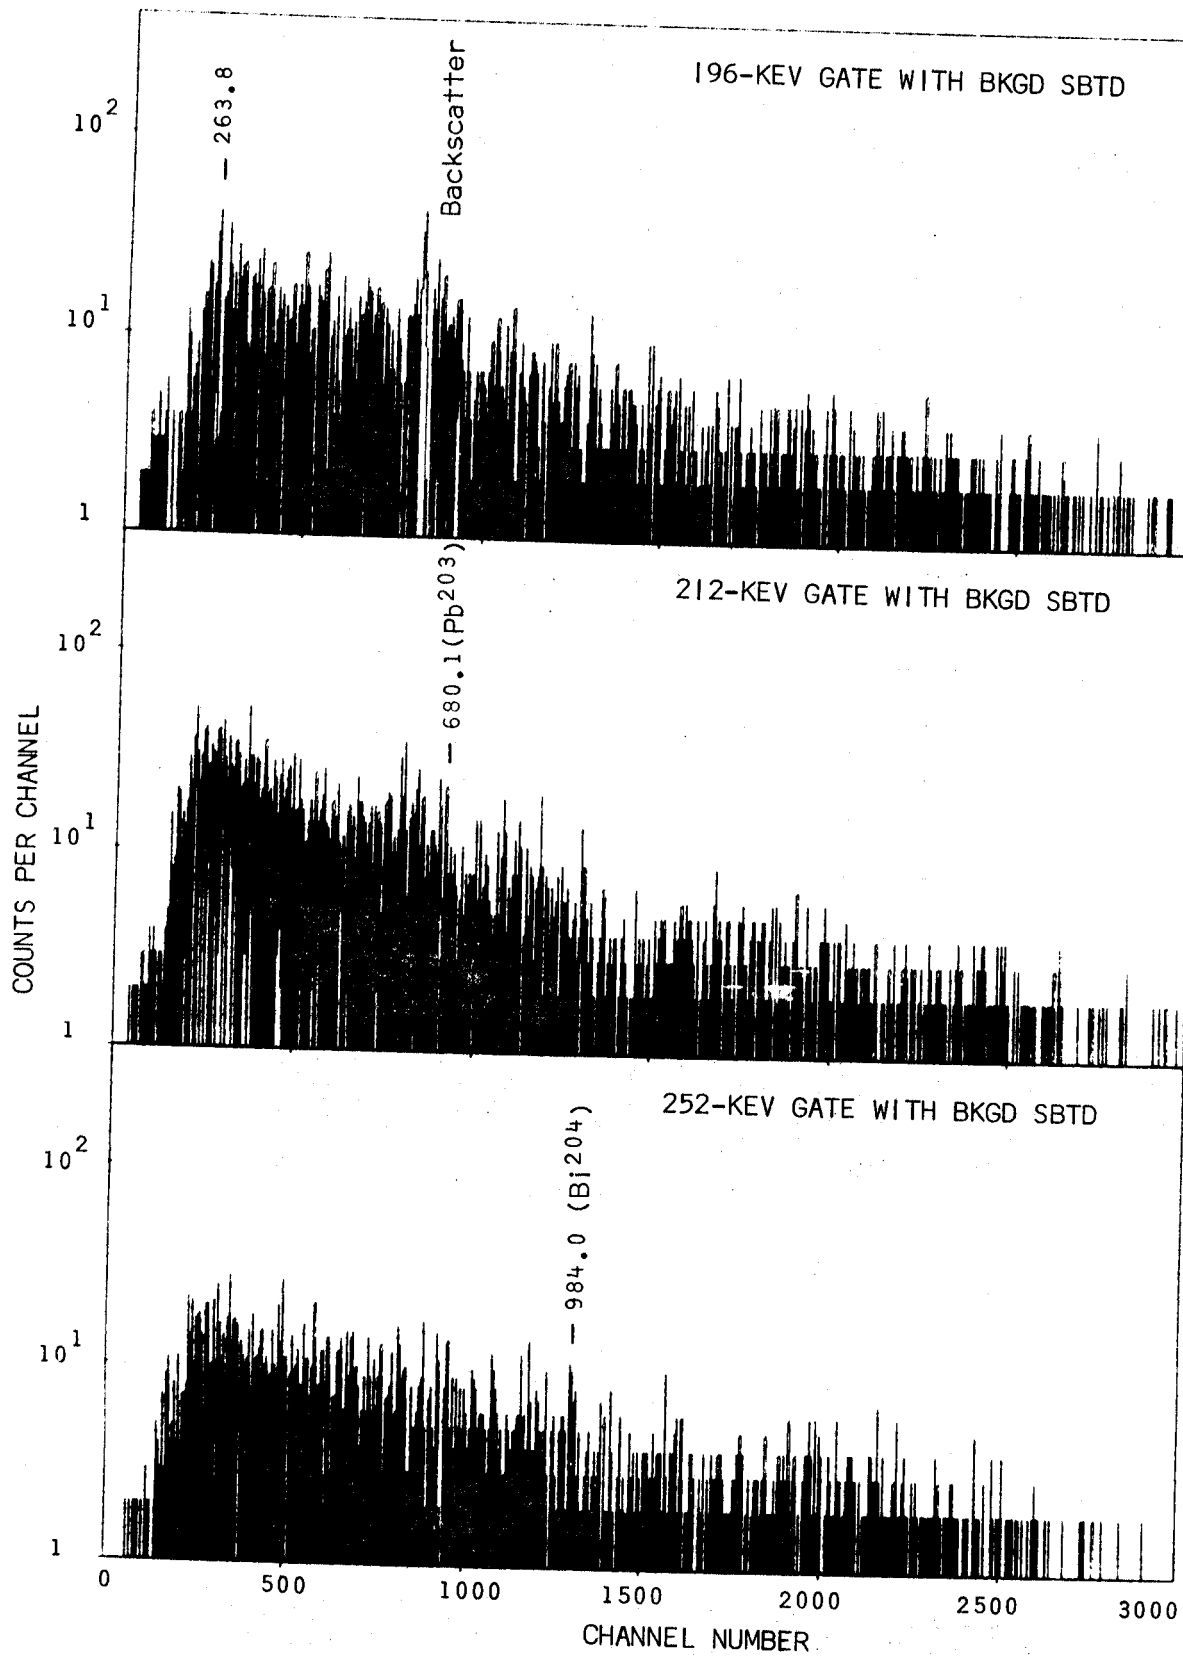 196-KEV GATE WITH BKGD SBTD
263.8
Backscatter
10²
10¹
1
212-KEV GATE WITH BKGD SBTD
680.1(Pb²⁰³)
10²
10¹
1
COUNTS PER CHANNEL
252-KEV GATE WITH BKGD SBTD
984.0 (Bi²⁰⁴)
10²
10¹
1
0 500 1000 1500 2000 2500 3000
CHANNEL NUMBER